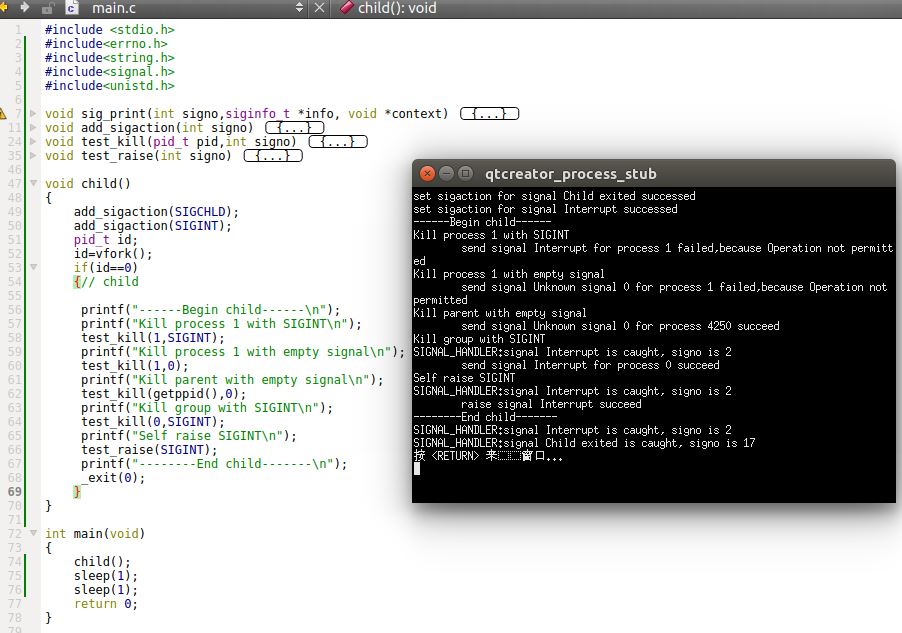 main.c
child(): void
1 #include <stdio.h>
2 #include<errno.h>
3 #include<string.h>
4 #include<signal.h>
5 #include<unistd.h>
6
7 void sig_print(int signo,siginfo_t *info, void *context) {...}
11 void add_sigaction(int signo) {...}
24 void test_kill(pid_t pid,int signo) {...}
35 void test_raise(int signo) {...}
46
47 void child()
48 {
49 add_sigaction(SIGCHLD);
50 add_sigaction(SIGINT);
51 pid_t id;
52 id=vfork();
53 if(id==0)
54 {// child
55
56 printf("------Begin child------\n");
57 printf("Kill process 1 with SIGINT\n");
58 test_kill(1,SIGINT);
59 printf("Kill process 1 with empty signal\n");
60 test_kill(1,0);
61 printf("Kill parent with empty signal\n");
62 test_kill(getppid(),0);
63 printf("Kill group with SIGINT\n");
64 test_kill(0,SIGINT);
65 printf("Self raise SIGINT\n");
66 test_raise(SIGINT);
67 printf("--------End child-------\n");
68 _exit(0);
69 }
70 }
71
72 int main(void)
73 {
74 child();
75 sleep(1);
76 sleep(1);
77 return 0;
78 }
79
qtcreator_process_stub
set sigaction for signal Child exited successed
set sigaction for signal Interrupt successed
------Begin child------
Kill process 1 with SIGINT
send signal Interrupt for process 1 failed,because Operation not permitt
ed
Kill process 1 with empty signal
send signal Unknown signal 0 for process 1 failed,because Operation not
permitted
Kill parent with empty signal
send signal Unknown signal 0 for process 4250 succeed
Kill group with SIGINT
SIGNAL_HANDLER:signal Interrupt is caught, signo is 2
send signal Interrupt for process 0 succeed
Self raise SIGINT
SIGNAL_HANDLER:signal Interrupt is caught, signo is 2
raise signal Interrupt succeed
--------End child-------
SIGNAL_HANDLER:signal Interrupt is caught, signo is 2
SIGNAL_HANDLER:signal Child exited is caught, signo is 17
按 <RETURN> 来窗口...